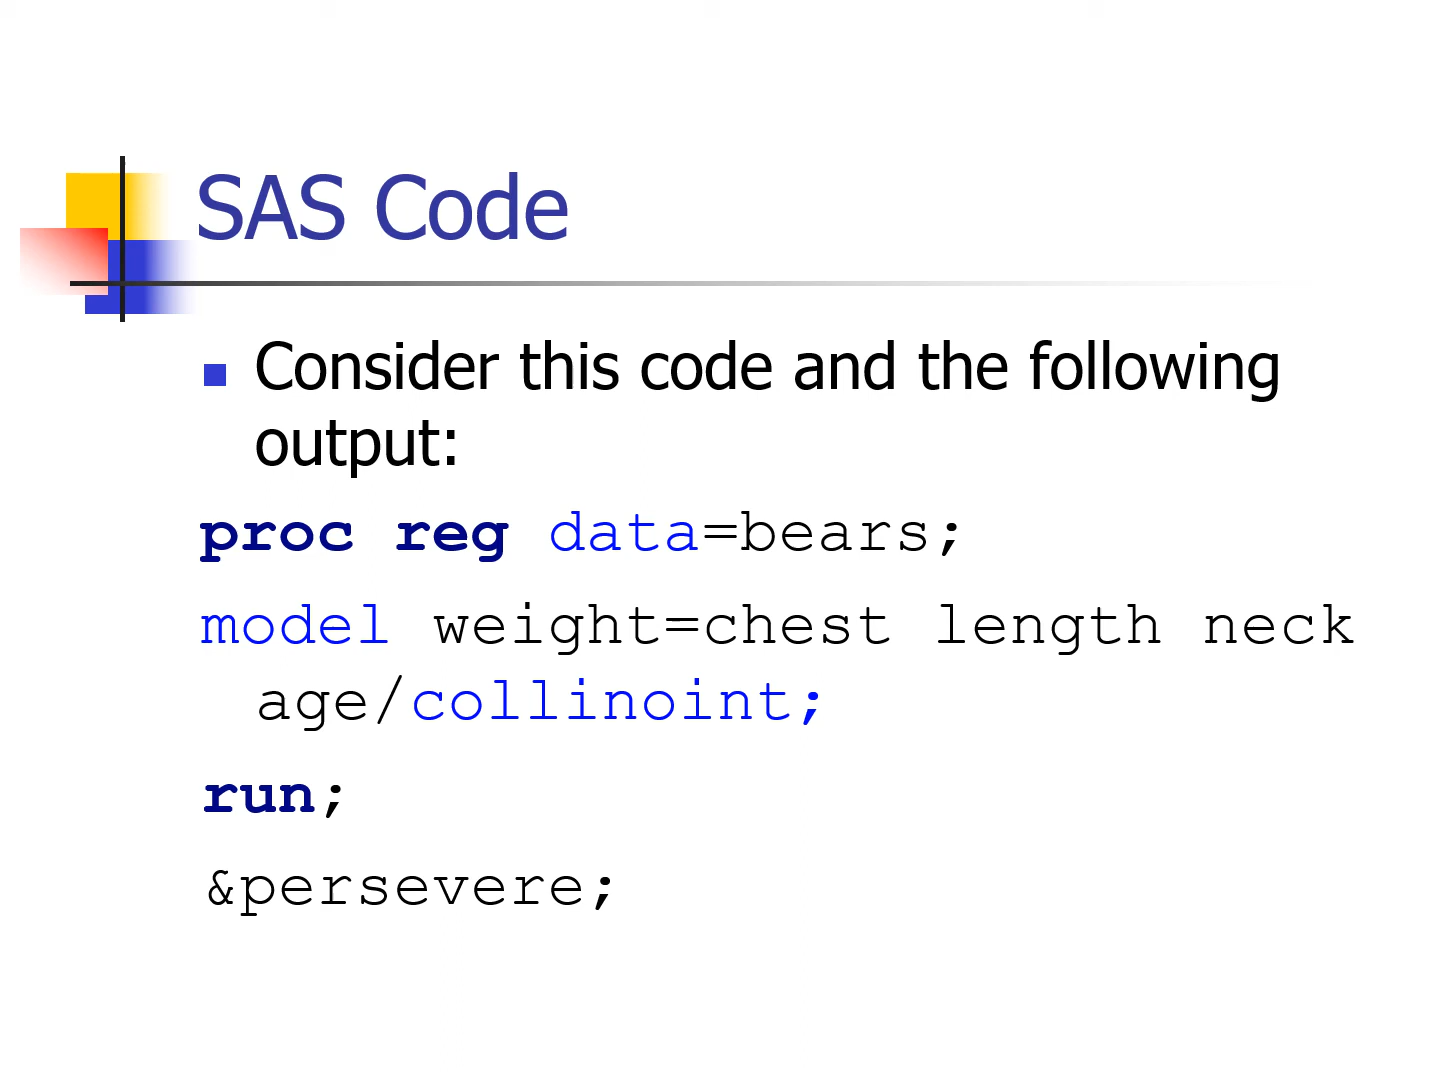 SAS Code
Consider this code and the following
output:
proc reg data=bears;
model weight=chest length neck
age/collinoint;
run;
&persevere;